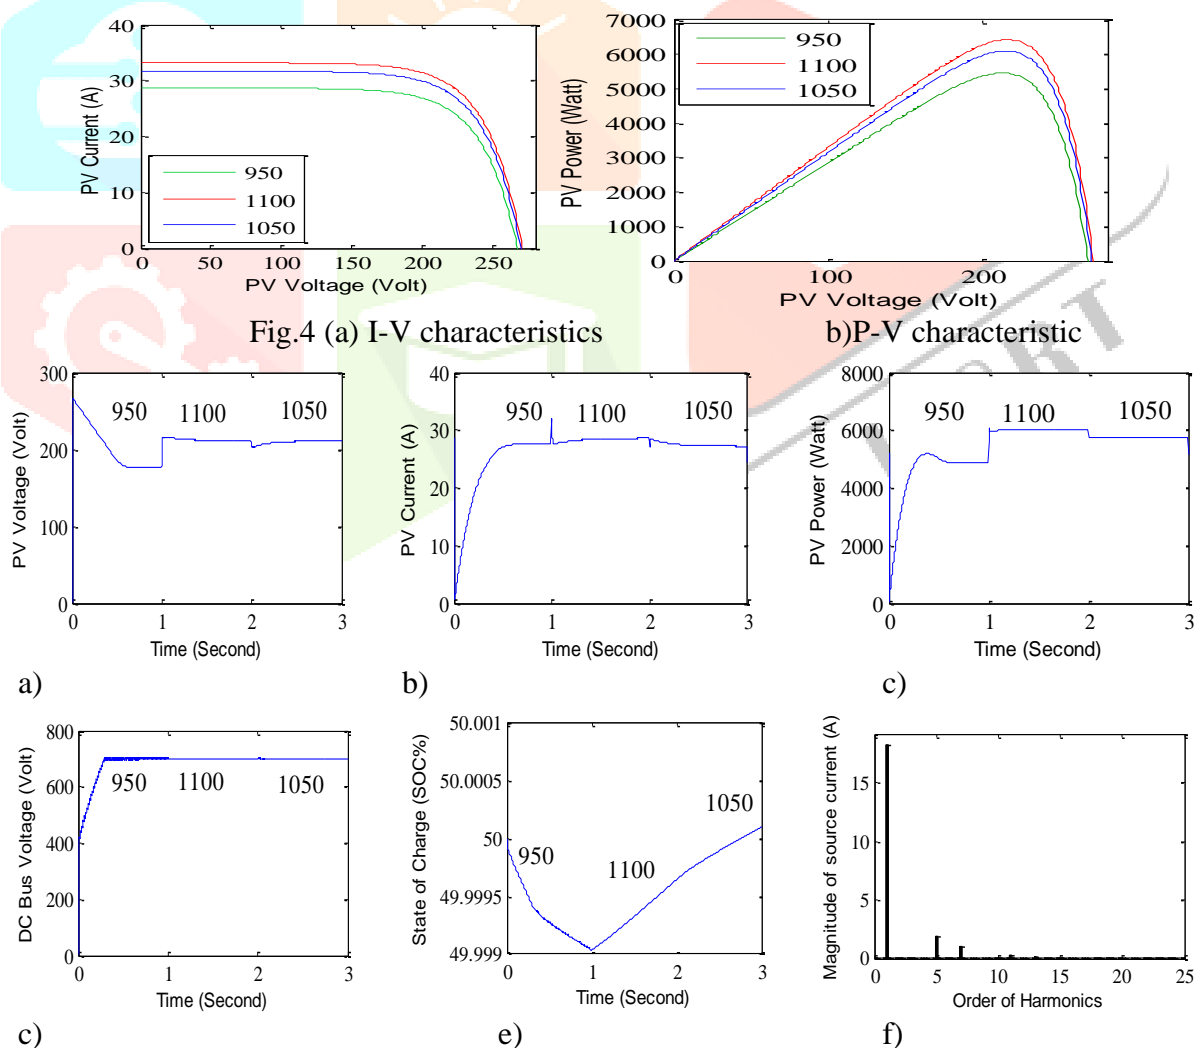 40
30
20
10
0
PV Current (A)
950
1100
1050
0 50 100 150 200 250
PV Voltage (Volt)
7000
6000
5000
4000
3000
2000
1000
0
PV Power (Watt)
950
1100
1050
0 100 200
PV Voltage (Volt)
Fig.4 (a) I-V characteristics
b)P-V characteristic
300
200
100
0
PV Voltage (Volt)
950 1100 1050
0 1 2 3
Time (Second)
a)
40
30
20
10
0
PV Current (A)
950 1100 1050
0 1 2 3
Time (Second)
b)
8000
6000
4000
2000
0
PV Power (Watt)
950 1100 1050
0 1 2 3
Time (Second)
c)
800
600
400
200
0
DC Bus Voltage (Volt)
950 1100 1050
0 1 2 3
Time (Second)
c)
50.001
50.0005
50
49.9995
49.999
State of Charge (SOC%)
950
1100
1050
0 1 2 3
Time (Second)
e)
15
10
5
0
Magnitude of source current (A)
0 5 10 15 20 25
Order of Harmonics
f)